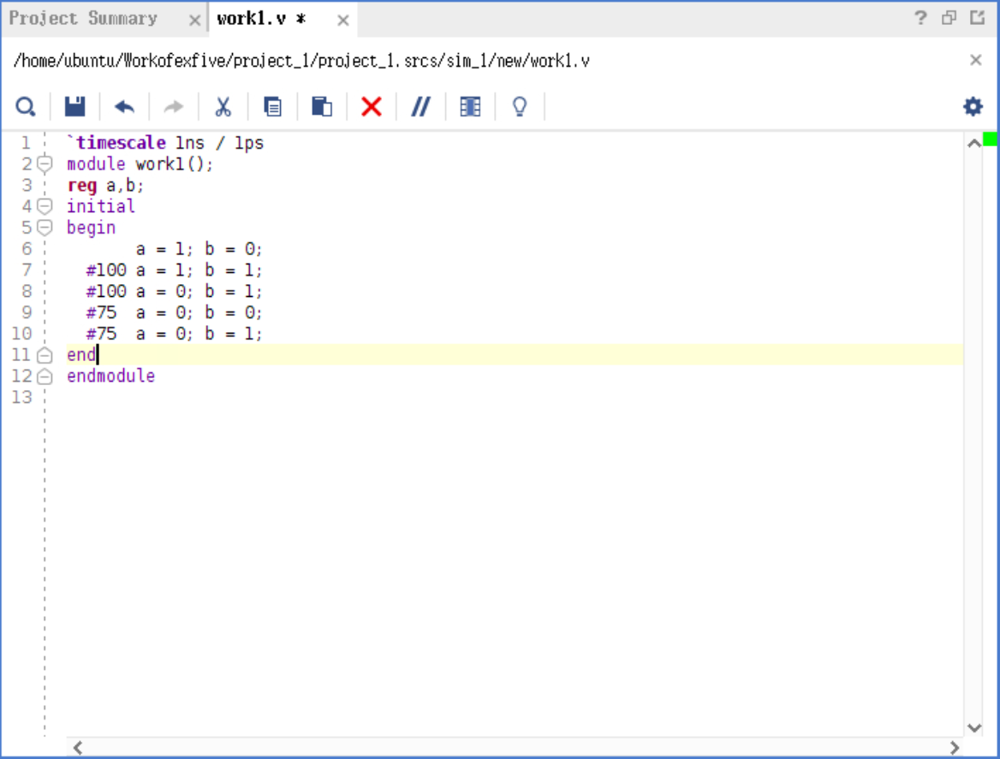 Project Summary × work1.v * ×
/home/ubuntu/Workofexfive/project_1/project_1.srcs/sim_1/new/work1.v
1 `timescale 1ns / 1ps
2 module work1();
3 reg a,b;
4 initial
5 begin
6 a = 1; b = 0;
7 #100 a = 1; b = 1;
8 #100 a = 0; b = 1;
9 #75 a = 0; b = 0;
10 #75 a = 0; b = 1;
11 end
12 endmodule
13